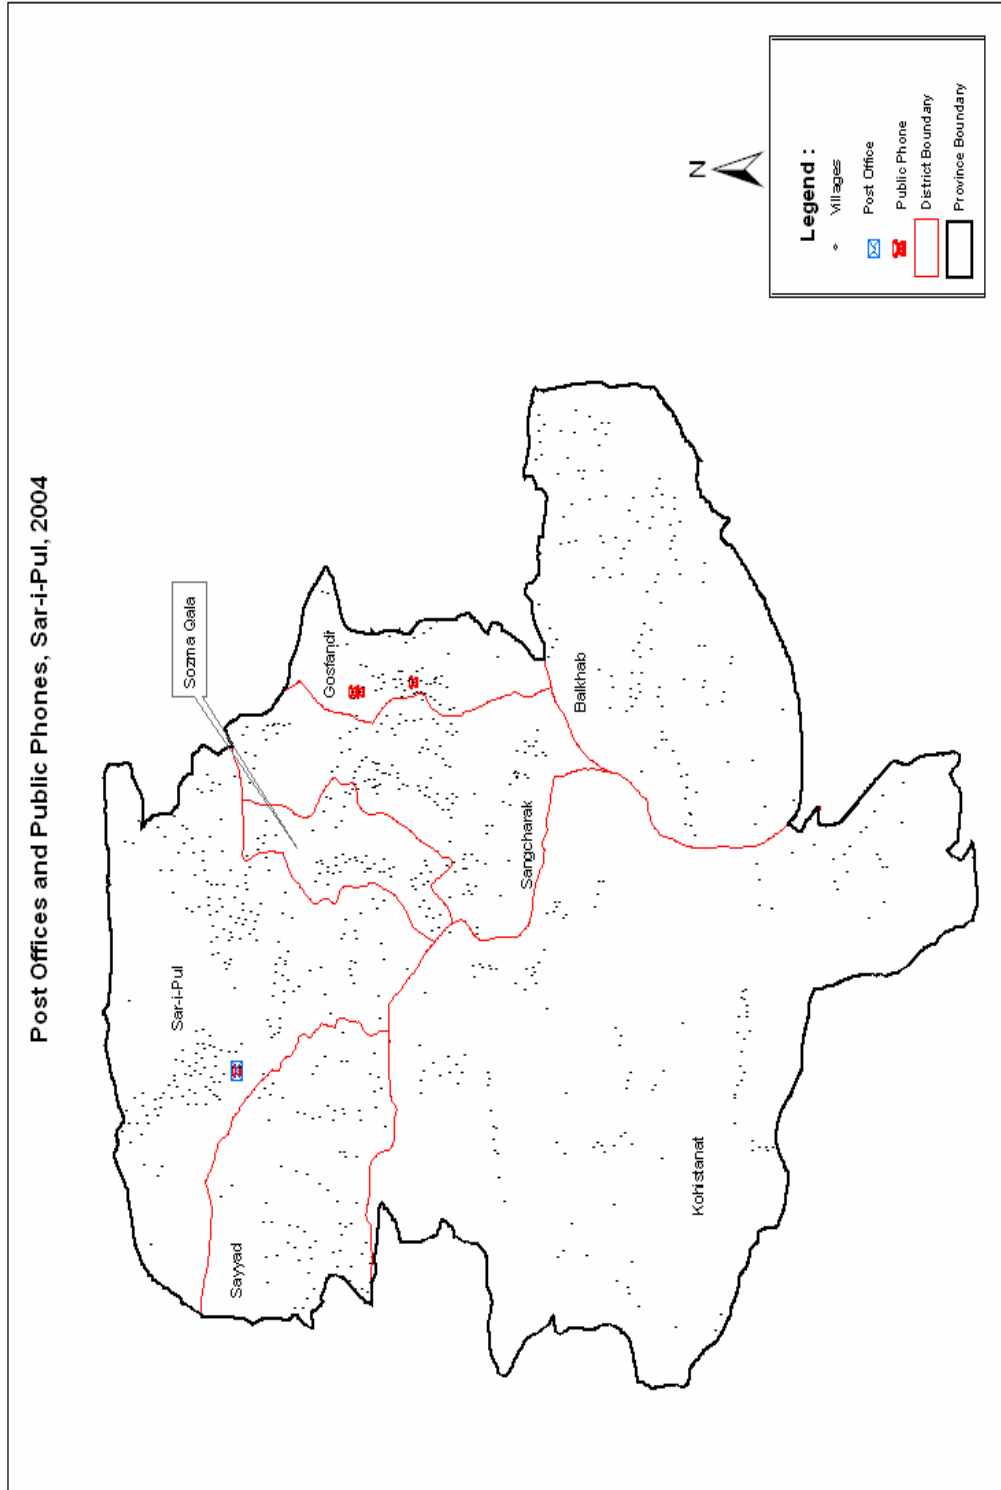 Post Offices and Public Phones, Sar-i-Pul, 2004
Sozma Qala
Gosfandi
Sar-i-Pul
Sayyad
Sangcharak
Balkhab
Kohistanat
N
Legend :
Villages
Post Office
Public Phone
District Boundary
Province Boundary